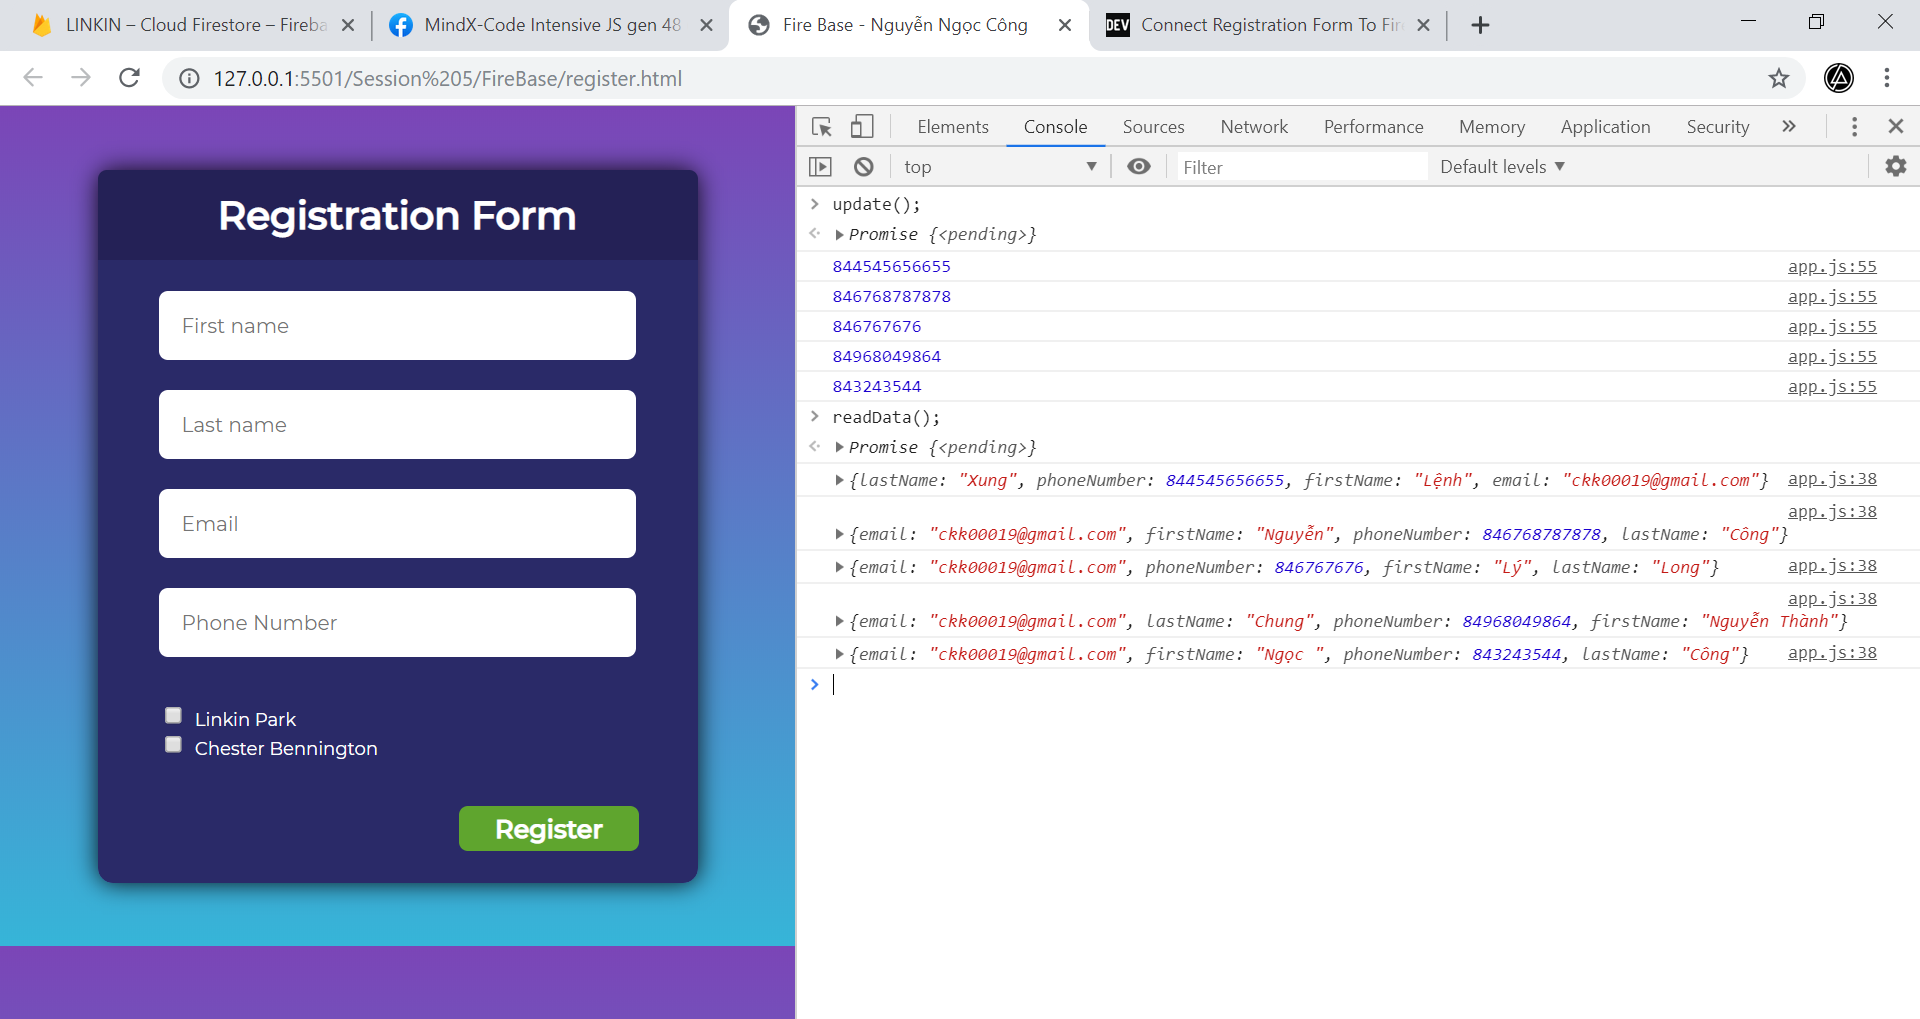 LINKIN – Cloud Firestore – Fireba
MindX-Code Intensive JS gen 48
Fire Base - Nguyễn Ngọc Công
DEV Connect Registration Form To Fir
127.0.0.1:5501/Session%205/FireBase/register.html
Registration Form
First name
Last name
Email
Phone Number
Linkin Park
Chester Bennington
Register
Elements Console Sources Network Performance Memory Application Security
top Filter Default levels
update();
Promise {<pending>}
844545656655 app.js:55
846768787878 app.js:55
846767676 app.js:55
84968049864 app.js:55
843243544 app.js:55
readData();
Promise {<pending>}
{lastName: "Xung", phoneNumber: 844545656655, firstName: "Lệnh", email: "ckk00019@gmail.com"} app.js:38
app.js:38
{email: "ckk00019@gmail.com", firstName: "Nguyễn", phoneNumber: 846768787878, lastName: "Công"}
{email: "ckk00019@gmail.com", phoneNumber: 846767676, firstName: "Lý", lastName: "Long"} app.js:38
app.js:38
{email: "ckk00019@gmail.com", lastName: "Chung", phoneNumber: 84968049864, firstName: "Nguyễn Thành"}
{email: "ckk00019@gmail.com", firstName: "Ngọc ", phoneNumber: 843243544, lastName: "Công"} app.js:38